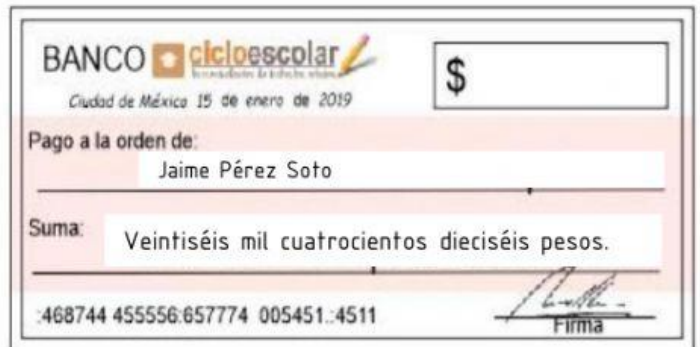 BANCO cicloescolar
$
Ciudad de México 15 de enero de 2019
Pago a la orden de:
Jaime Pérez Soto
Suma:
Veintiséis mil cuatrocientos dieciséis pesos.
:468744 455556:657774 005451.:4511
Firma